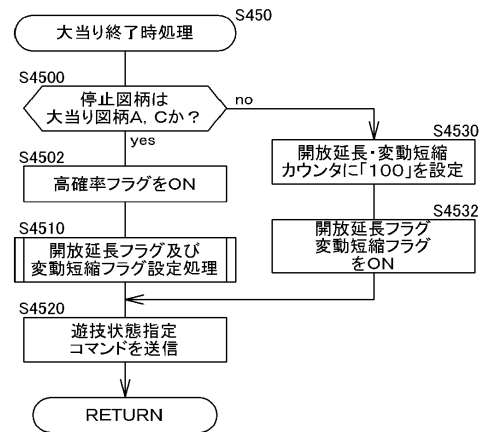 S450
大当り終了時処理
S4500
停止図柄は
大当り図柄A, Cか？
no
yes
S4502
高確率フラグをON
S4510
開放延長フラグ及び
変動短縮フラグ設定処理
S4530
開放延長・変動短縮
カウンタに「100」を設定
S4532
開放延長フラグ
変動短縮フラグ
をON
S4520
遊技状態指定
コマンドを送信
RETURN